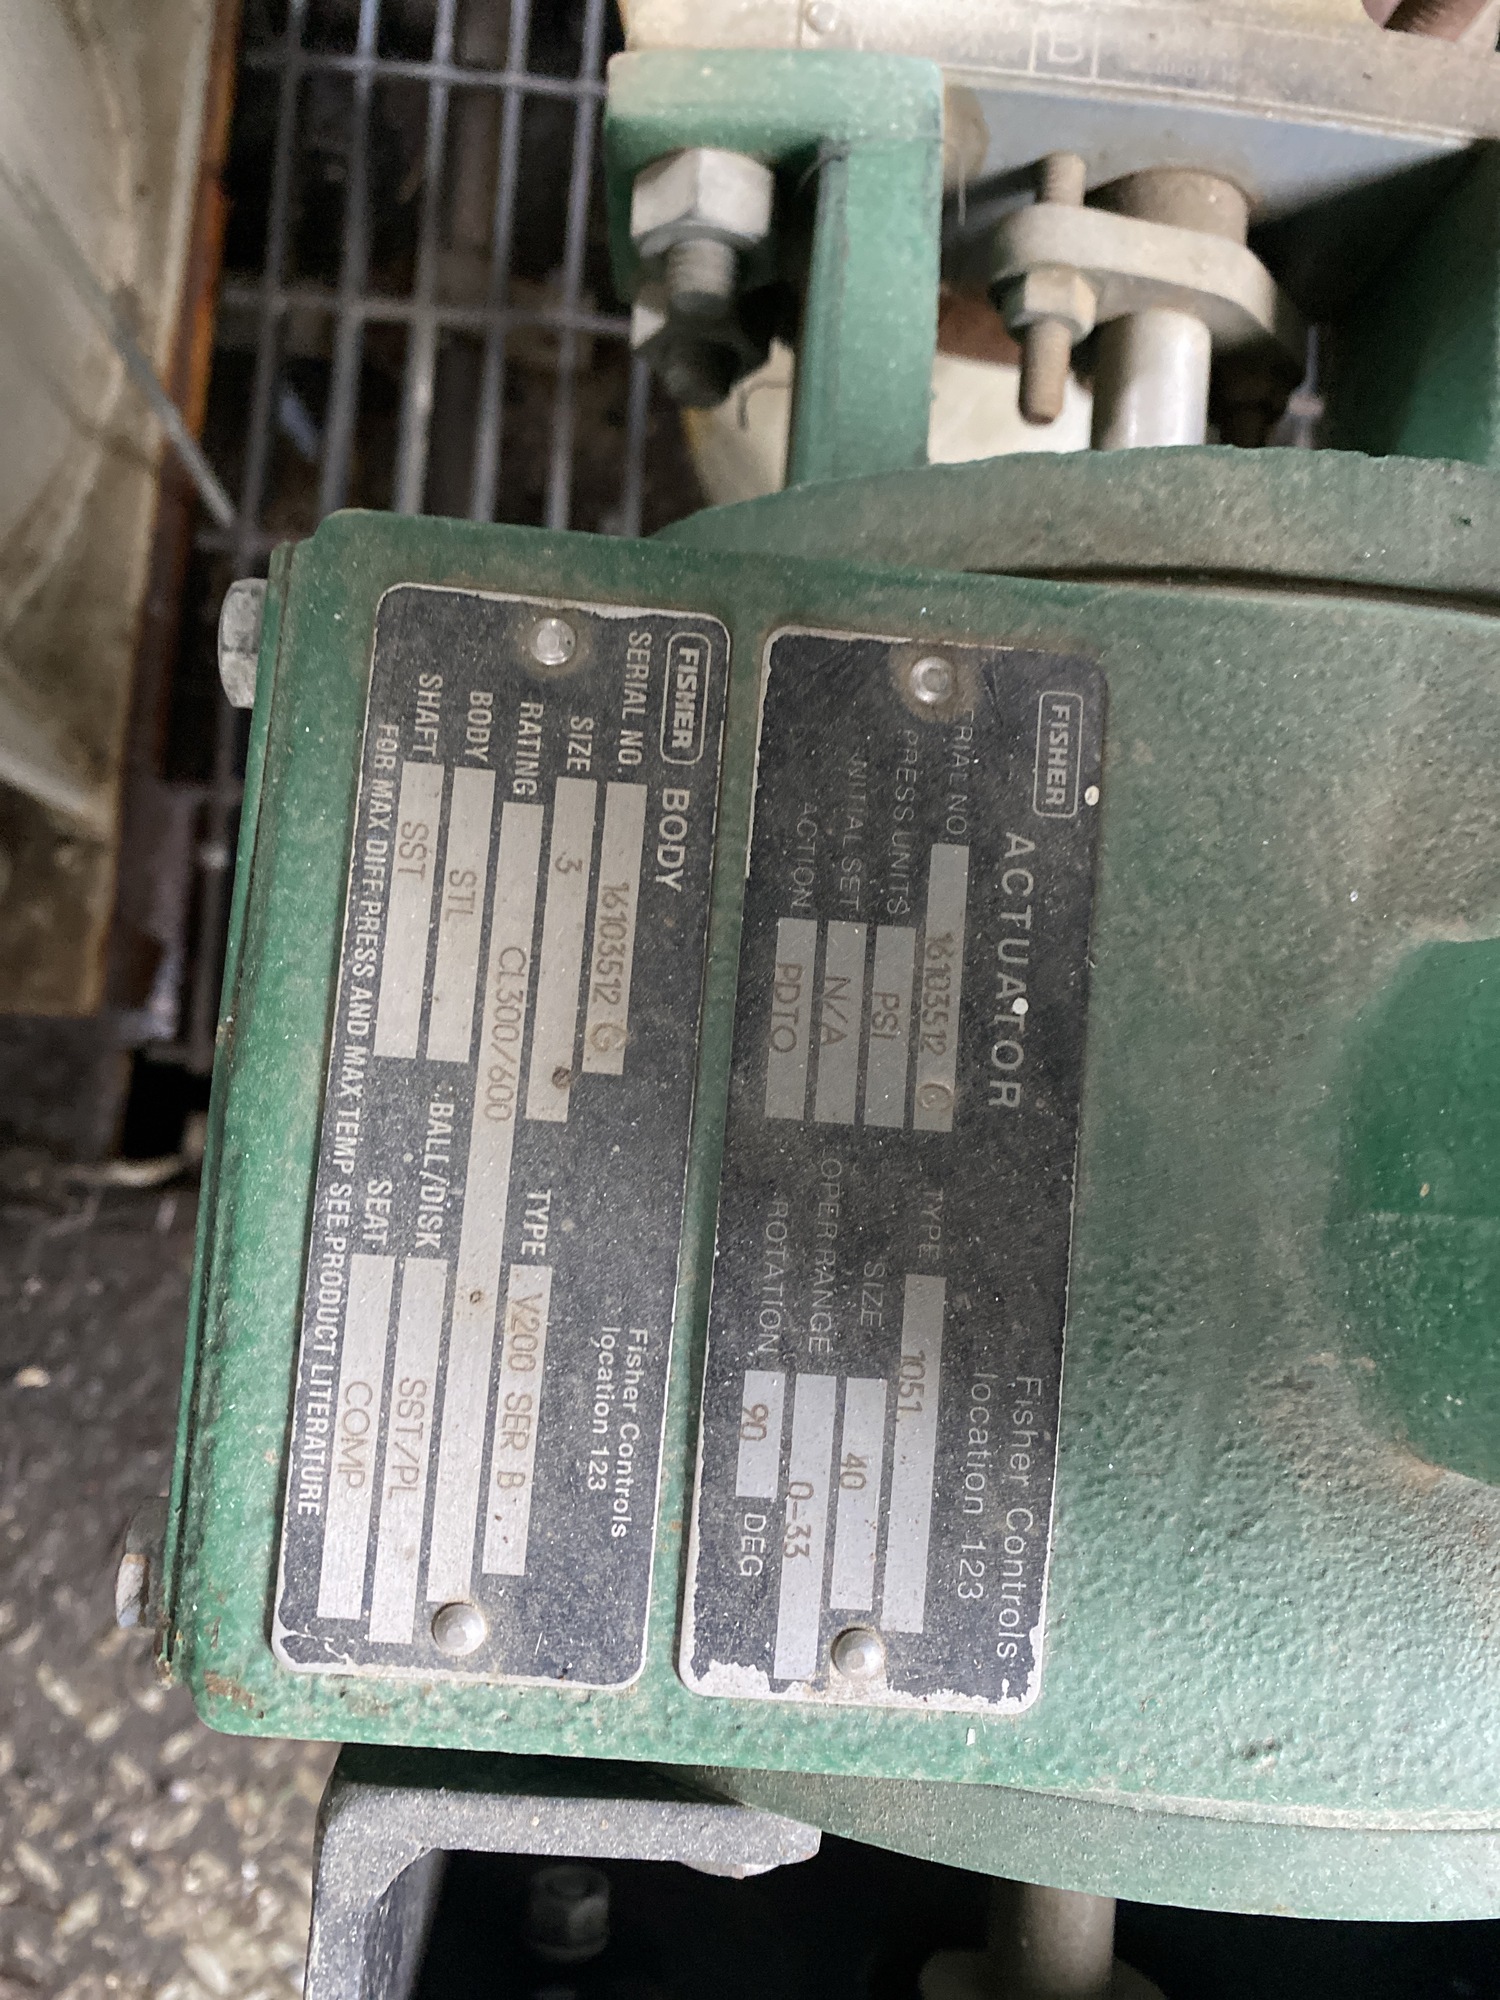 FISHER ACTUATOR Fisher Controls
location 123
SERIAL NO 16103512 G TYPE 1051
PRESS UNITS PSI SIZE 40
INITIAL SET N/A OPER RANGE 0-33
ACTION PDTO ROTATION 90 DEG
FISHER BODY Fisher Controls
location 123
SERIAL NO. 16103512 G
SIZE 3 TYPE V200 SER B
RATING CL300/600
BODY STL BALL/DISK SST/PL
SHAFT SST SEAT COMP
FOR MAX DIFF PRESS AND MAX TEMP SEE PRODUCT LITERATURE
B